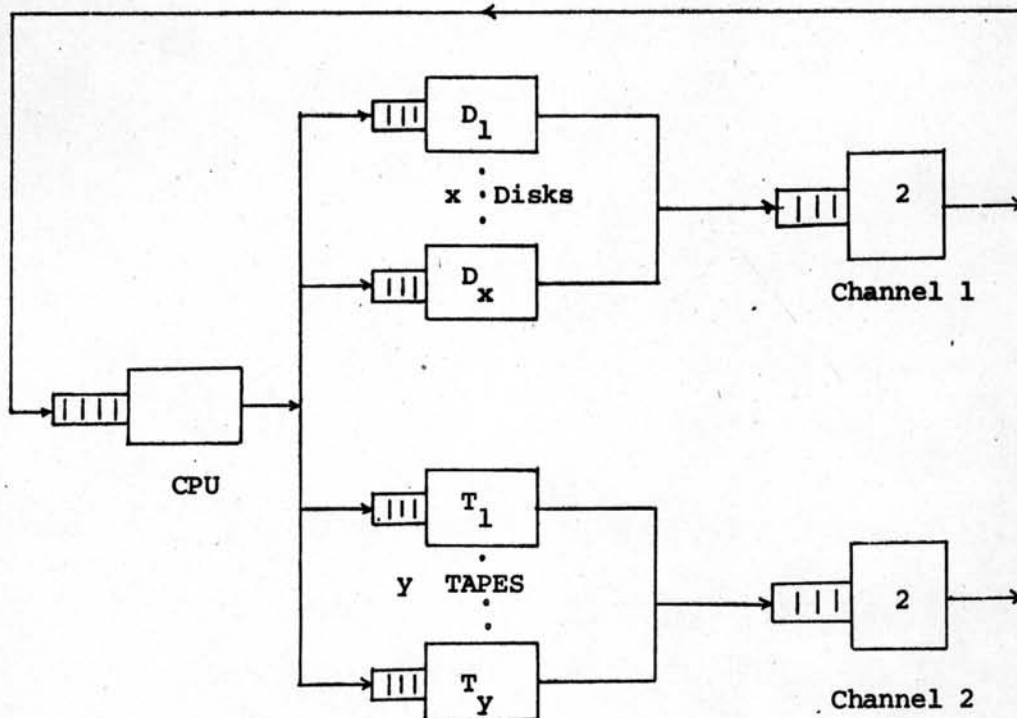 D1
x Disks
Dx
2
Channel 1
CPU
T1
y TAPES
Ty
2
Channel 2